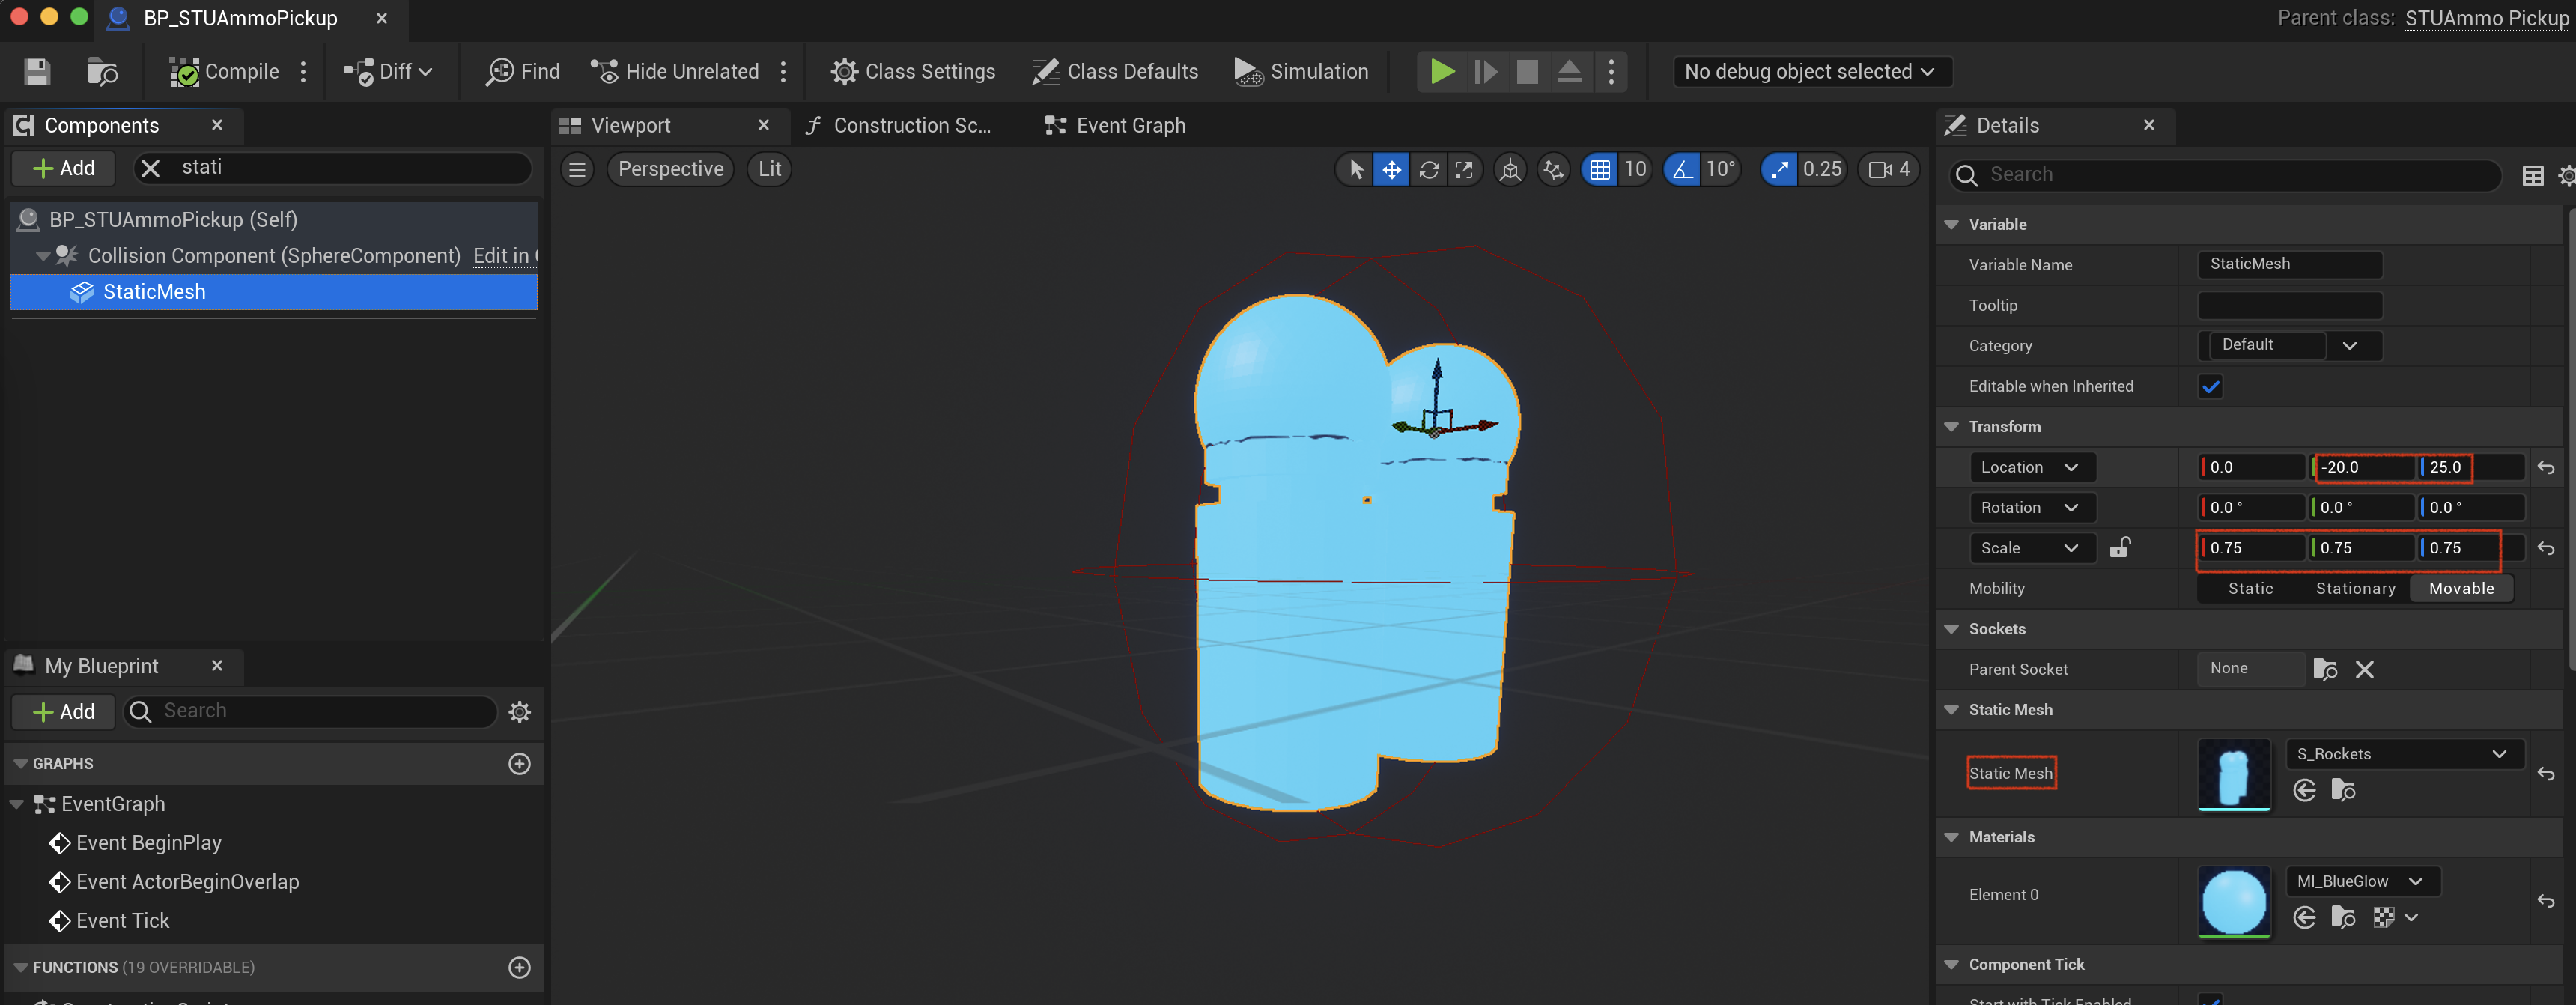 BP_STUAmmoPickup
Parent class: STUAmmo Pickup
Compile Diff Find Hide Unrelated Class Settings Class Defaults Simulation No debug object selected
Components
Add stati
BP_STUAmmoPickup (Self)
Collision Component (SphereComponent) Edit in
StaticMesh
My Blueprint
Add Search
GRAPHS
EventGraph
Event BeginPlay
Event ActorBeginOverlap
Event Tick
FUNCTIONS (19 OVERRIDABLE)
Viewport Construction Sc... Event Graph
Perspective Lit 10 10° 0.25 4
Details
Search
Variable
Variable Name StaticMesh
Tooltip
Category Default
Editable when Inherited
Transform
Location 0.0 -20.0 25.0
Rotation 0.0 ° 0.0 ° 0.0 °
Scale 0.75 0.75 0.75
Mobility Static Stationary Movable
Sockets
Parent Socket None
Static Mesh
Static Mesh S_Rockets
Materials
Element 0 MI_BlueGlow
Component Tick
Start with Tick Enabled